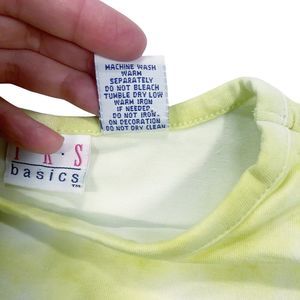 MACHINE WASH
WARM
SEPARATELY
DO NOT BLEACH
TUMBLE DRY LOW
WARM IRON
IF NEEDED,
DO NOT IRON
ON DECORATION
DO NOT DRY CLEAN
T.R.S
basics